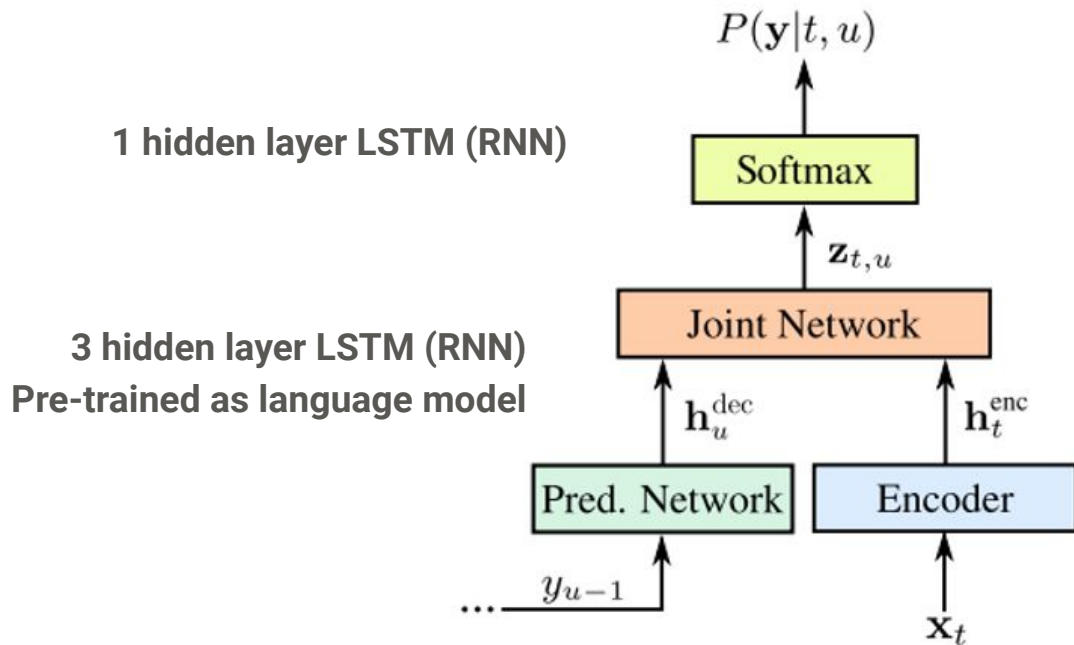 P(𝐲|t, u)
1 hidden layer LSTM (RNN)
Softmax
𝐳_{t,u}
Joint Network
3 hidden layer LSTM (RNN)
Pre-trained as language model
𝐡_u^{dec}
𝐡_t^{enc}
Pred. Network
Encoder
... y_{u−1}
𝐱_t